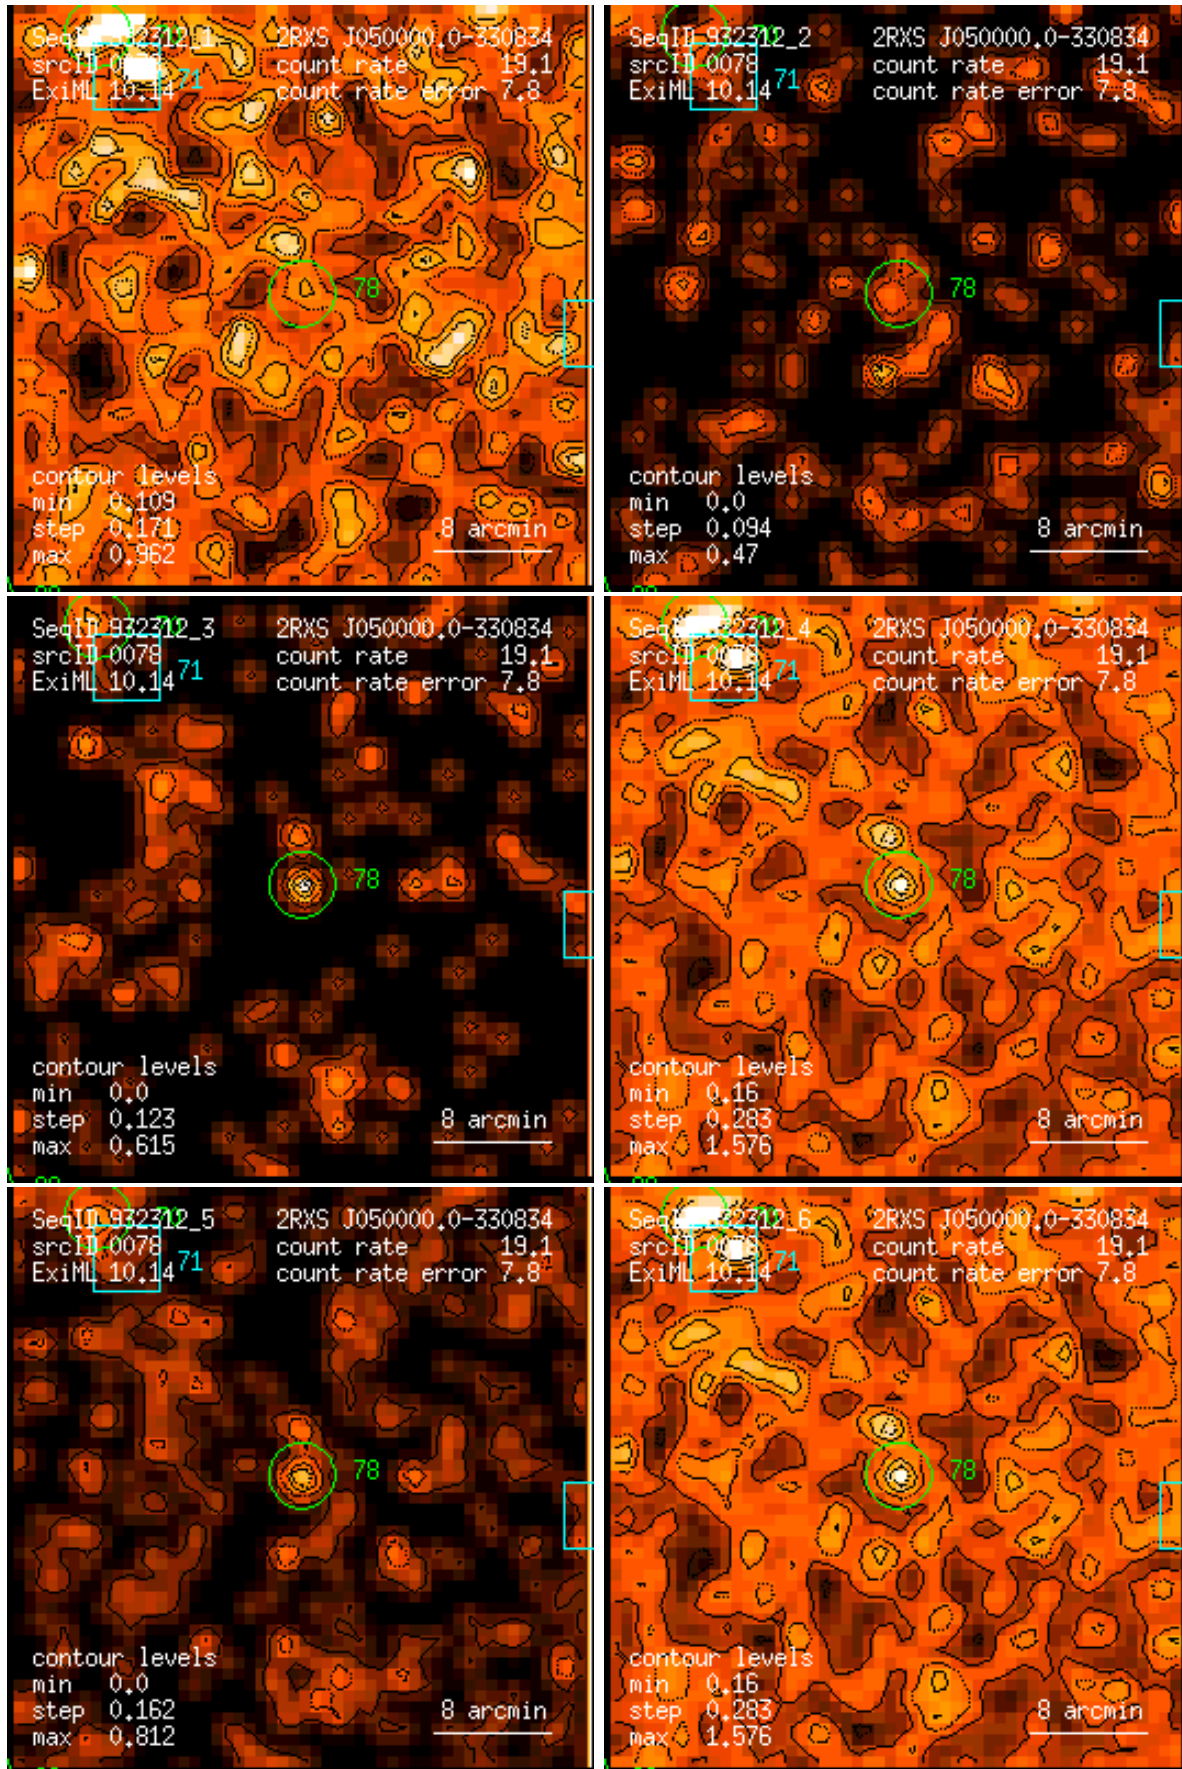 SeqID 932312_1 2RXS J050000.0-330834
srcID 0078 71 count rate 19.1
ExiML 10.14 count rate error 7.8
78
contour levels
min 0.109
step 0.171
max 0.962
8 arcmin
SeqID 932312_2 2RXS J050000.0-330834
srcID 0078 71 count rate 19.1
ExiML 10.14 count rate error 7.8
78
contour levels
min 0.0
step 0.094
max 0.47
8 arcmin
SeqID 932312_3 2RXS J050000.0-330834
srcID 0078 71 count rate 19.1
ExiML 10.14 count rate error 7.8
78
contour levels
min 0.0
step 0.123
max 0.615
8 arcmin
SeqID 932312_4 2RXS J050000.0-330834
srcID 0078 71 count rate 19.1
ExiML 10.14 count rate error 7.8
78
contour levels
min 0.16
step 0.283
max 1.576
8 arcmin
SeqID 932312_5 2RXS J050000.0-330834
srcID 0078 71 count rate 19.1
ExiML 10.14 count rate error 7.8
78
contour levels
min 0.0
step 0.162
max 0.812
8 arcmin
SeqID 932312_6 2RXS J050000.0-330834
srcID 0078 71 count rate 19.1
ExiML 10.14 count rate error 7.8
78
contour levels
min 0.16
step 0.283
max 1.576
8 arcmin